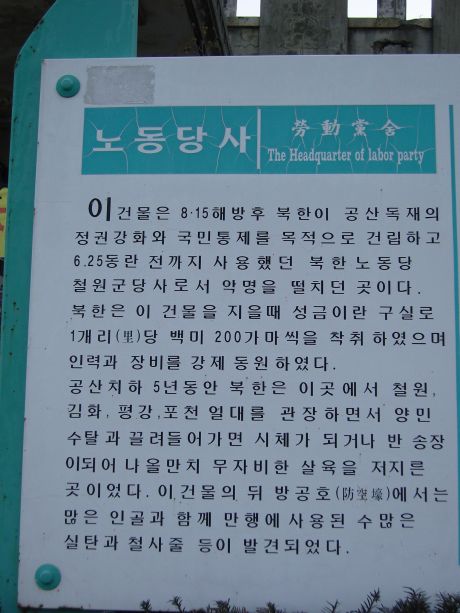 노동당사
勞動黨舍
The Headquarter of labor party
이건물은 8·15해방후 북한이 공산독재의
정권강화와 국민통제를 목적으로 건립하고
6.25동란 전까지 사용했던 북한 노동당
철원군당사로서 악명을 떨치던 곳이다.
북한은 이 건물을 지을때 성금이란 구실로
1개리(里)당 백미 200가마씩을 착취하였으며
인력과 장비를 강제 동원하였다.
공산치하 5년동안 북한은 이곳에서 철원,
김화, 평강,포천 일대를 관장하면서 양민
수탈과끌려들어가면 시체가 되거나 반 송장
이되어나올만치 무자비한 살육을 저지른
곳이었다. 이건물의 뒤 방공호(防空壕)에서는
많은 인골과 함께 만행에 사용된 수많은
실탄과 철사줄 등이 발견되었다.